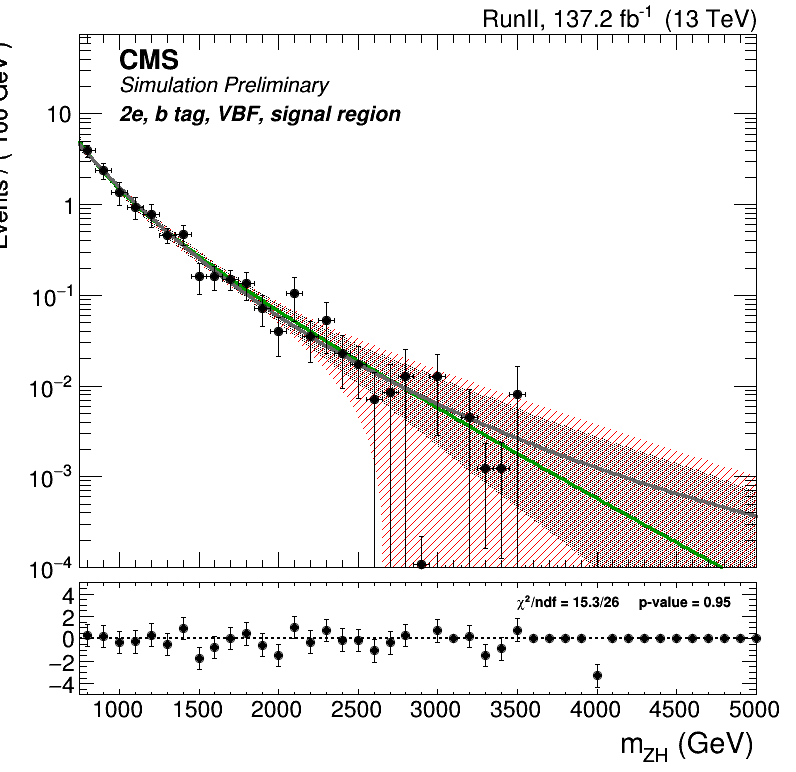 RunII, 137.2 fb⁻¹ (13 TeV)
CMS
Simulation Preliminary
2e, b tag, VBF, signal region
10
1
10⁻¹
10⁻²
10⁻³
10⁻⁴
χ²/ndf = 15.3/26 p-value = 0.95
4
2
0
−2
−4
1000 1500 2000 2500 3000 3500 4000 4500 5000
m_ZH (GeV)